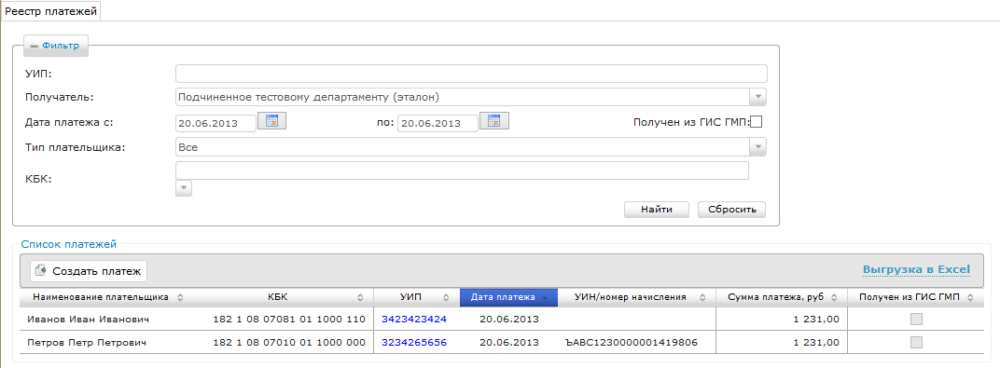 Реестр платежей
Фильтр
УИП:
Получатель: Подчиненное тестовому департаменту (эталон)
Дата платежа с: 20.06.2013 по: 20.06.2013 Получен из ГИС ГМП:
Тип плательщика: Все
КБК:
Найти Сбросить
Список платежей
Создать платеж Выгрузка в Excel
Наименование плательщика КБК УИП Дата платежа УИН/номер начисления Сумма платежа, руб Получен из ГИС ГМП
Иванов Иван Иванович 182 1 08 07081 01 1000 110 3423423424 20.06.2013 1 231,00
Петров Петр Петрович 182 1 08 07010 01 1000 000 3234265656 20.06.2013 ЪАВС1230000001419806 1 231,00